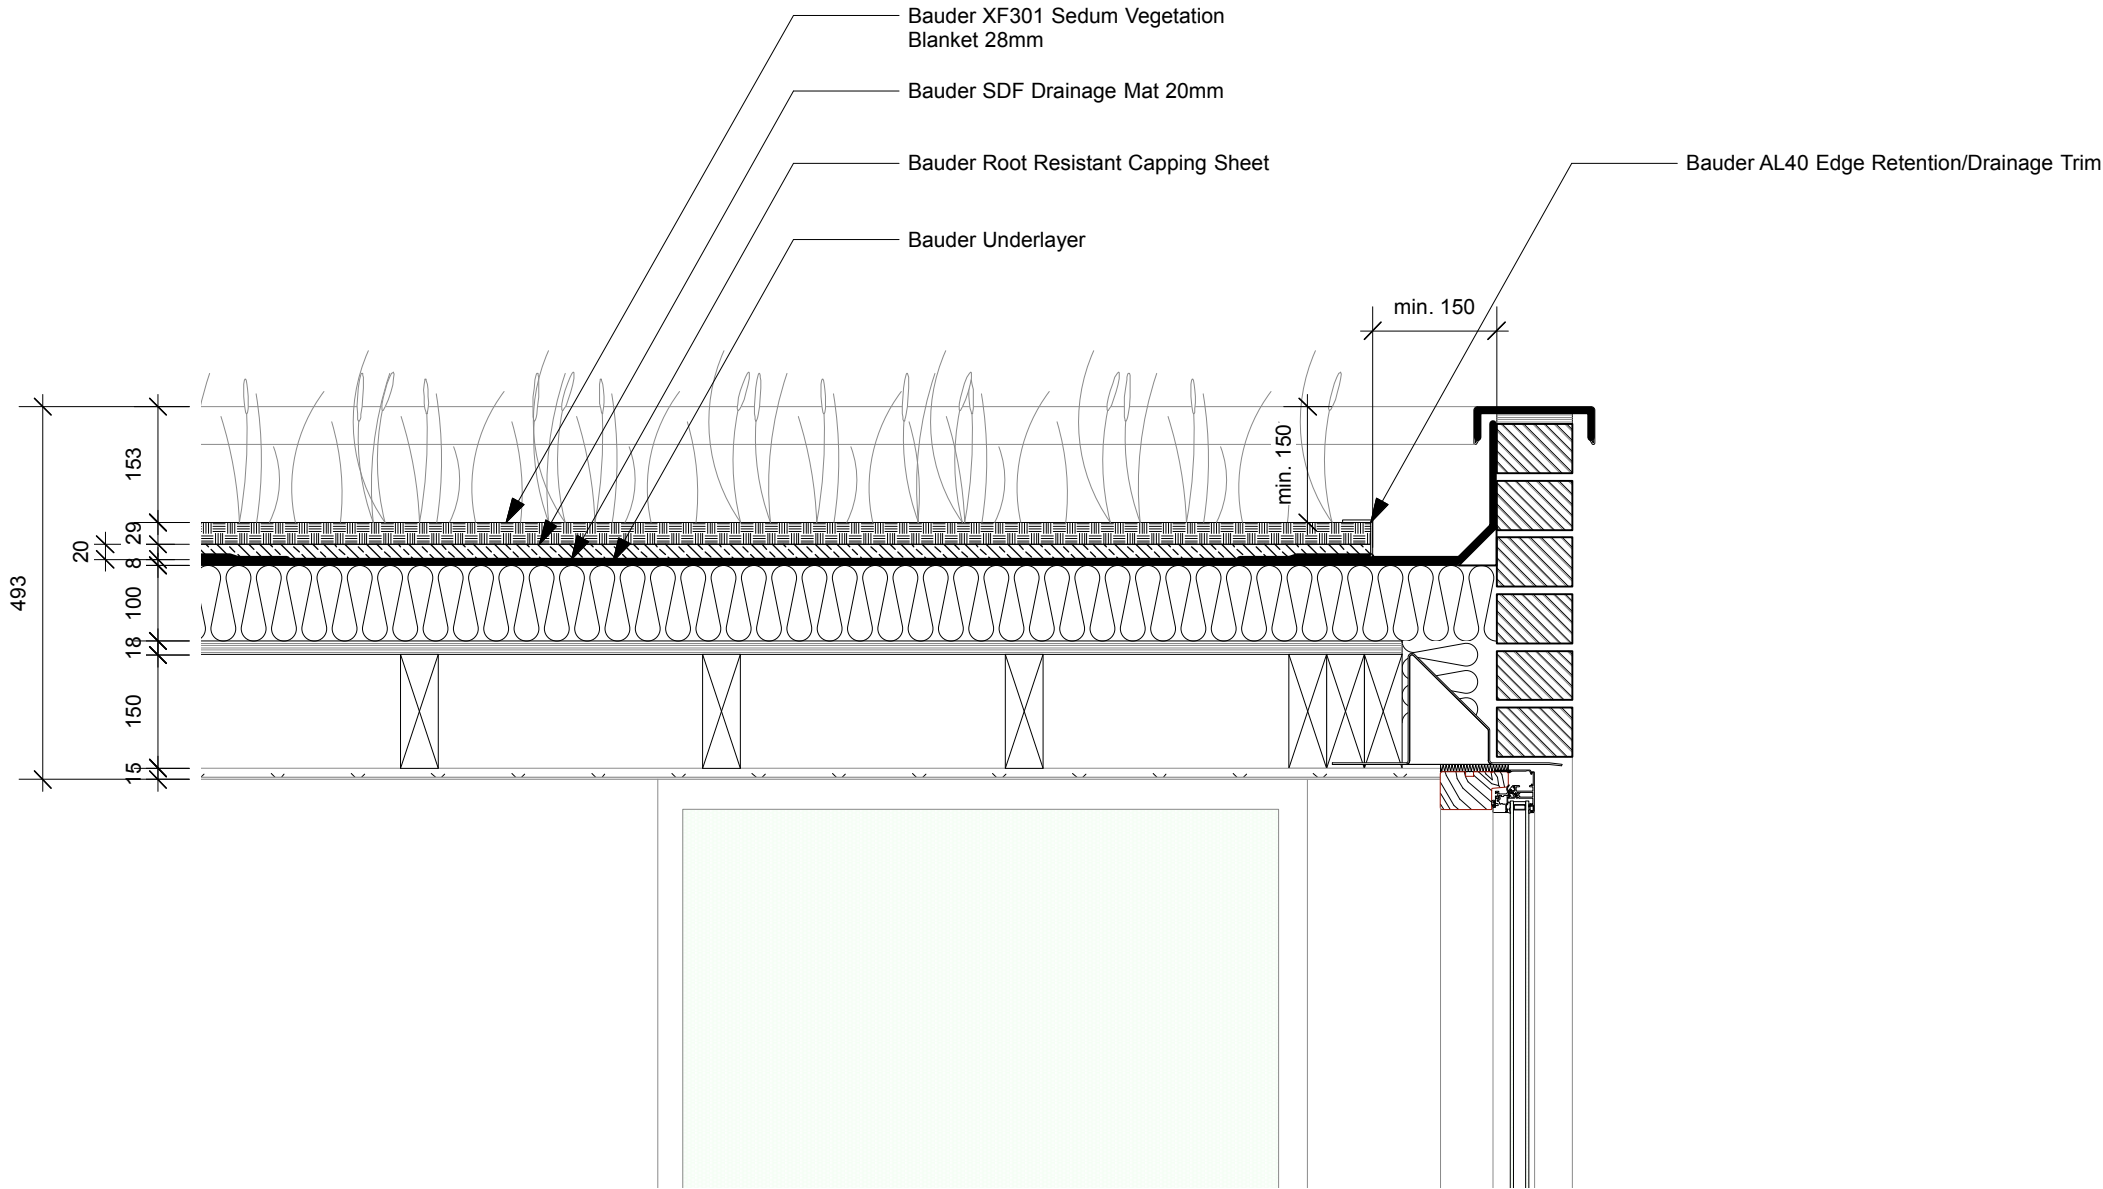 Bauder XF301 Sedum Vegetation
Blanket 28mm
Bauder SDF Drainage Mat 20mm
Bauder Root Resistant Capping Sheet
Bauder AL40 Edge Retention/Drainage Trim
Bauder Underlayer
min. 150
min. 150
493
153
29
20
8
100
18
150
15